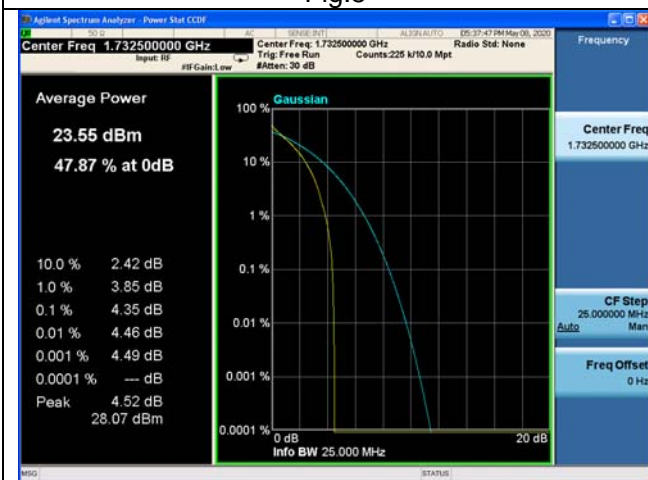 Agilent Spectrum Analyzer - Power Stat CCDF
50 Ω AC SENSE:INT ALIGN AUTO 05:37:47 PM May 08, 2020
Center Freq 1.732500000 GHz
Input: RF
#IFGain:Low
Center Freq: 1.732500000 GHz
Trig: Free Run Counts:225 k/10.0 Mpt
#Atten: 30 dB
Radio Std: None
Frequency
Average Power
23.55 dBm
47.87 % at 0dB
10.0 % 2.42 dB
1.0 % 3.85 dB
0.1 % 4.35 dB
0.01 % 4.46 dB
0.001 % 4.49 dB
0.0001 % --- dB
Peak 4.52 dB
28.07 dBm
Gaussian
100 %
10 %
1 %
0.1 %
0.01 %
0.001 %
0.0001 %
0 dB 20 dB
Info BW 25.000 MHz
Center Freq
1.732500000 GHz
CF Step
25.000000 MHz
Auto Man
Freq Offset
0 Hz
MSG STATUS